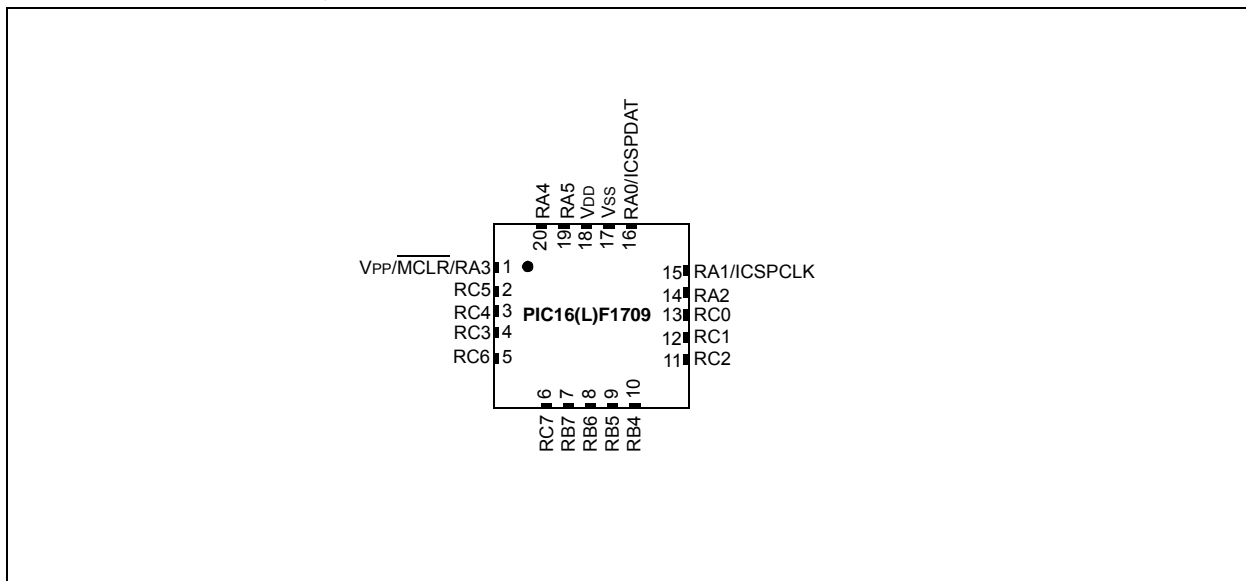 RA4
RA5
VDD
VSS
RA0/ICSPDAT
20
19
18
17
16
VPP/MCLR/RA3 1
RC5 2
RC4 3
RC3 4
RC6 5
PIC16(L)F1709
15 RA1/ICSPCLK
14 RA2
13 RC0
12 RC1
11 RC2
6
7
8
9
10
RC7
RB7
RB6
RB5
RB4